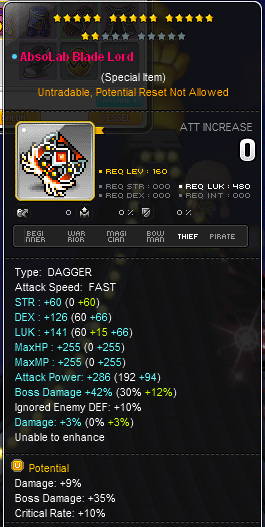 AbsoLab Blade Lord
(Special Item)
Untradable, Potential Reset Not Allowed
ATT INCREASE
0
REQ LEV : 160
REQ STR : 000 REQ LUK : 480
REQ DEX : 000 REQ INT : 000
0 0 % 0 %
BEGINNER WARRIOR MAGICIAN BOWMAN THIEF PIRATE
Type: DAGGER
Attack Speed: FAST
STR : +60 (0 +60)
DEX : +126 (60 +66)
LUK : +141 (60 +15 +66)
MaxHP : +255 (0 +255)
MaxMP : +255 (0 +255)
Attack Power: +286 (192 +94)
Boss Damage +42% (30% +12%)
Ignored Enemy DEF: +10%
Damage: +3% (0% +3%)
Unable to enhance
Potential
Damage: +9%
Boss Damage: +35%
Critical Rate: +10%